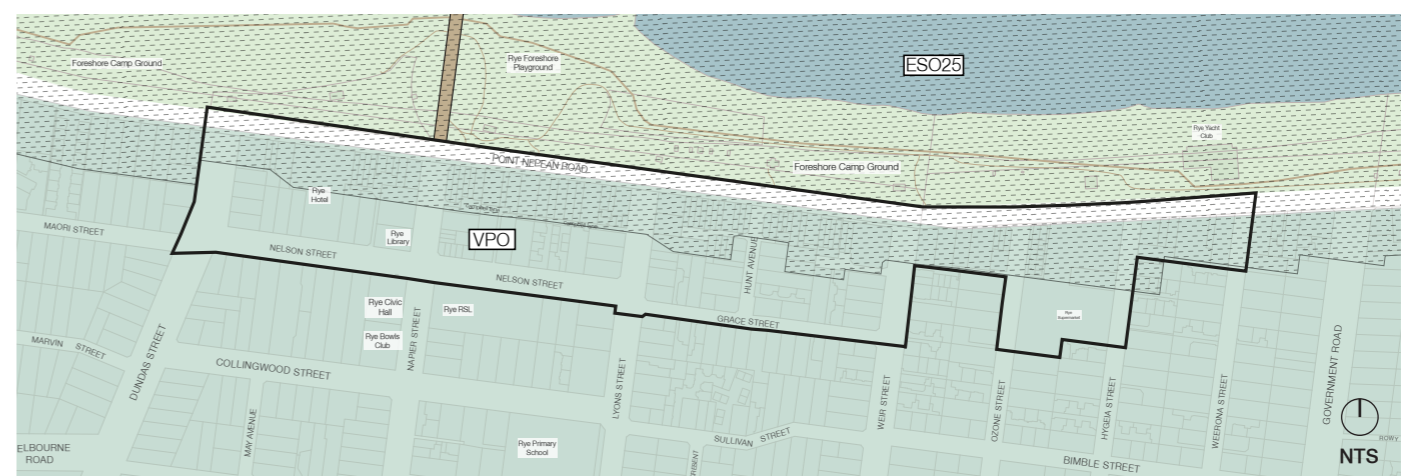 ESO25
Foreshore Camp Ground
Rye Foreshore
Playground
Rye Yacht
Club
POINT NEPEAN ROAD
Foreshore Camp Ground
Rye
Hotel
MAORI STREET
Rye
Library
VPO
NELSON STREET
HUNT AVENUE
NELSON STREET
Rye Civic
Hall
Rye RSL
GRACE STREET
Rye
Supermarket
Rye Bowls
Club
NAPIER STREET
MARVIN STREET
DUNDAS STREET
COLLINGWOOD STREET
LYONS STREET
WEIR STREET
OZONE STREET
HYGEIA STREET
WEERONA STREET
GOVERNMENT ROAD
MAY AVENUE
SULLIVAN STREET
Rye Primary
School
ELBOURNE
ROAD
BIMBLE STREET
NTS